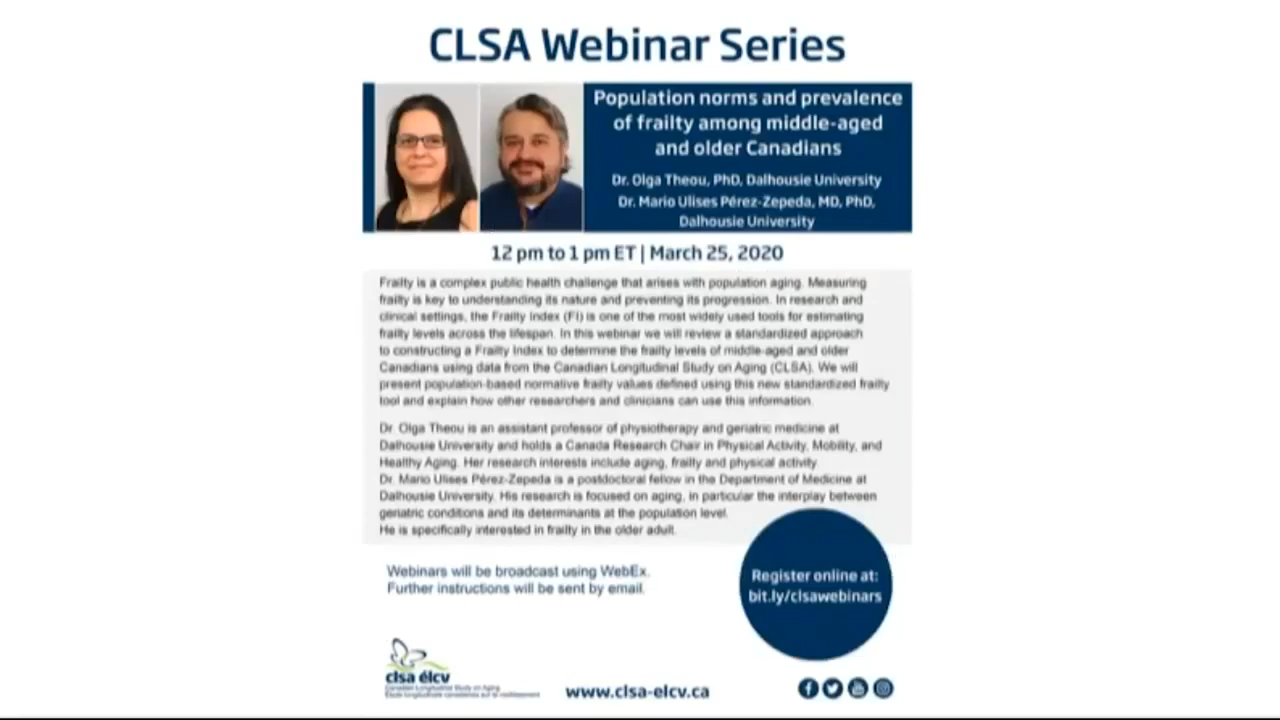 CLSA Webinar Series
Population norms and prevalence
of frailty among middle-aged
and older Canadians
Dr. Olga Theou, PhD, Dalhousie University
Dr. Mario Ulises Pérez-Zepeda, MD, PhD,
Dalhousie University
12 pm to 1 pm ET | March 25, 2020
Frailty is a complex public health challenge that arises with population aging. Measuring
frailty is key to understanding its nature and preventing its progression. In research and
clinical settings, the Frailty Index (FI) is one of the most widely used tools for estimating
frailty levels across the lifespan. In this webinar we will review a standardized approach
to constructing a Frailty Index to determine the frailty levels of middle-aged and older
Canadians using data from the Canadian Longitudinal Study on Aging (CLSA). We will
present population-based normative frailty values defined using this new standardized frailty
tool and explain how other researchers and clinicians can use this information.
Dr. Olga Theou is an assistant professor of physiotherapy and geriatric medicine at
Dalhousie University and holds a Canada Research Chair in Physical Activity, Mobility, and
Healthy Aging. Her research interests include aging, frailty and physical activity.
Dr. Mario Ulises Pérez-Zepeda is a postdoctoral fellow in the Department of Medicine at
Dalhousie University. His research is focused on aging, in particular the interplay between
geriatric conditions and its determinants at the population level.
He is specifically interested in frailty in the older adult.
Webinars will be broadcast using WebEx.
Further instructions will be sent by email.
Register online at:
bit.ly/clsawebinars
clsa élcv
Canadian Longitudinal Study on Aging
Étude longitudinale canadienne sur le vieillissement
www.clsa-elcv.ca